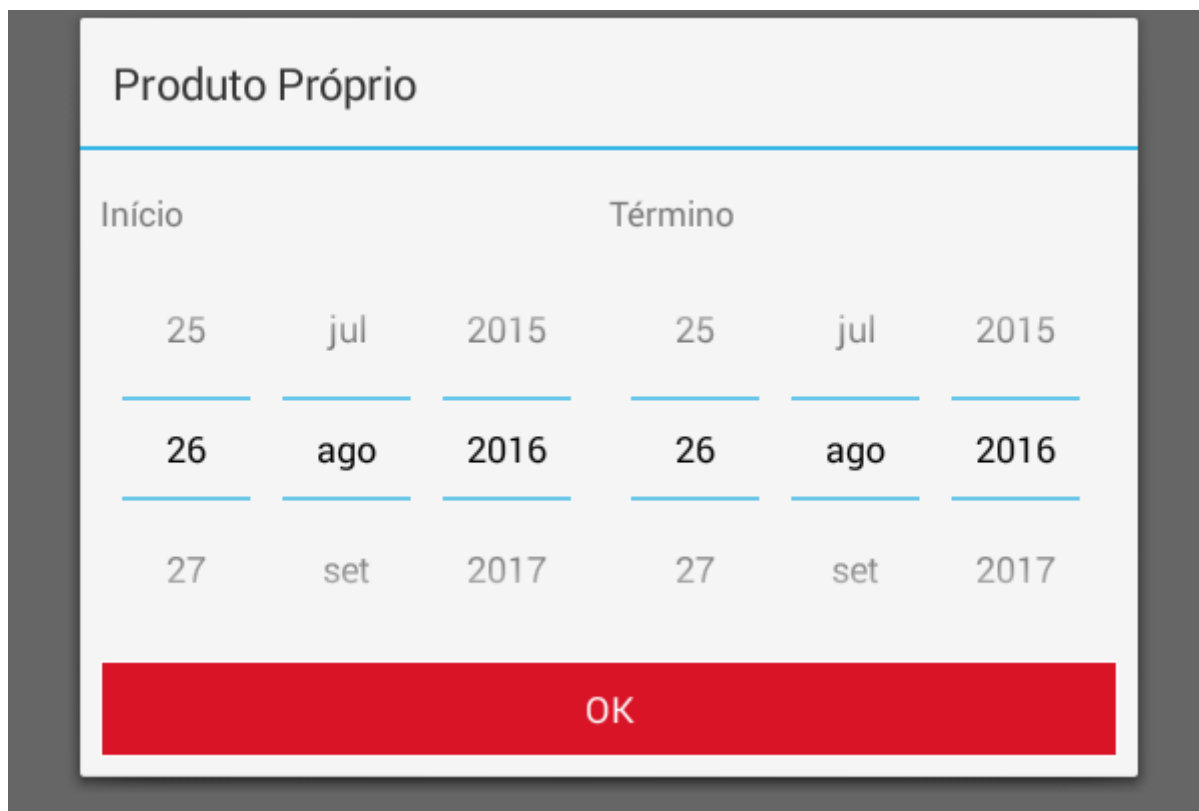 Produto Próprio
Início Término
25 jul 2015 25 jul 2015
26 ago 2016 26 ago 2016
27 set 2017 27 set 2017
OK